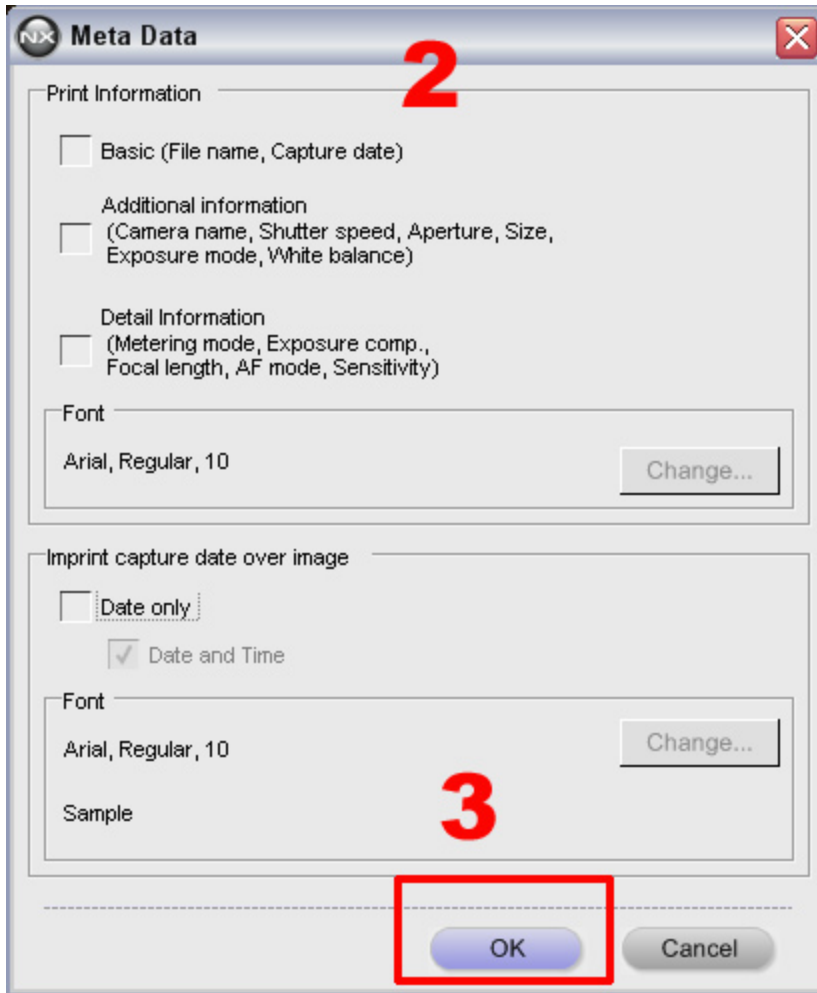 NX Meta Data
2
Print Information
Basic (File name, Capture date)
Additional information
(Camera name, Shutter speed, Aperture, Size,
Exposure mode, White balance)
Detail Information
(Metering mode, Exposure comp.,
Focal length, AF mode, Sensitivity)
Font
Arial, Regular, 10
Change...
Imprint capture date over image
Date only
Date and Time
Font
Arial, Regular, 10
Change...
Sample
3
OK
Cancel